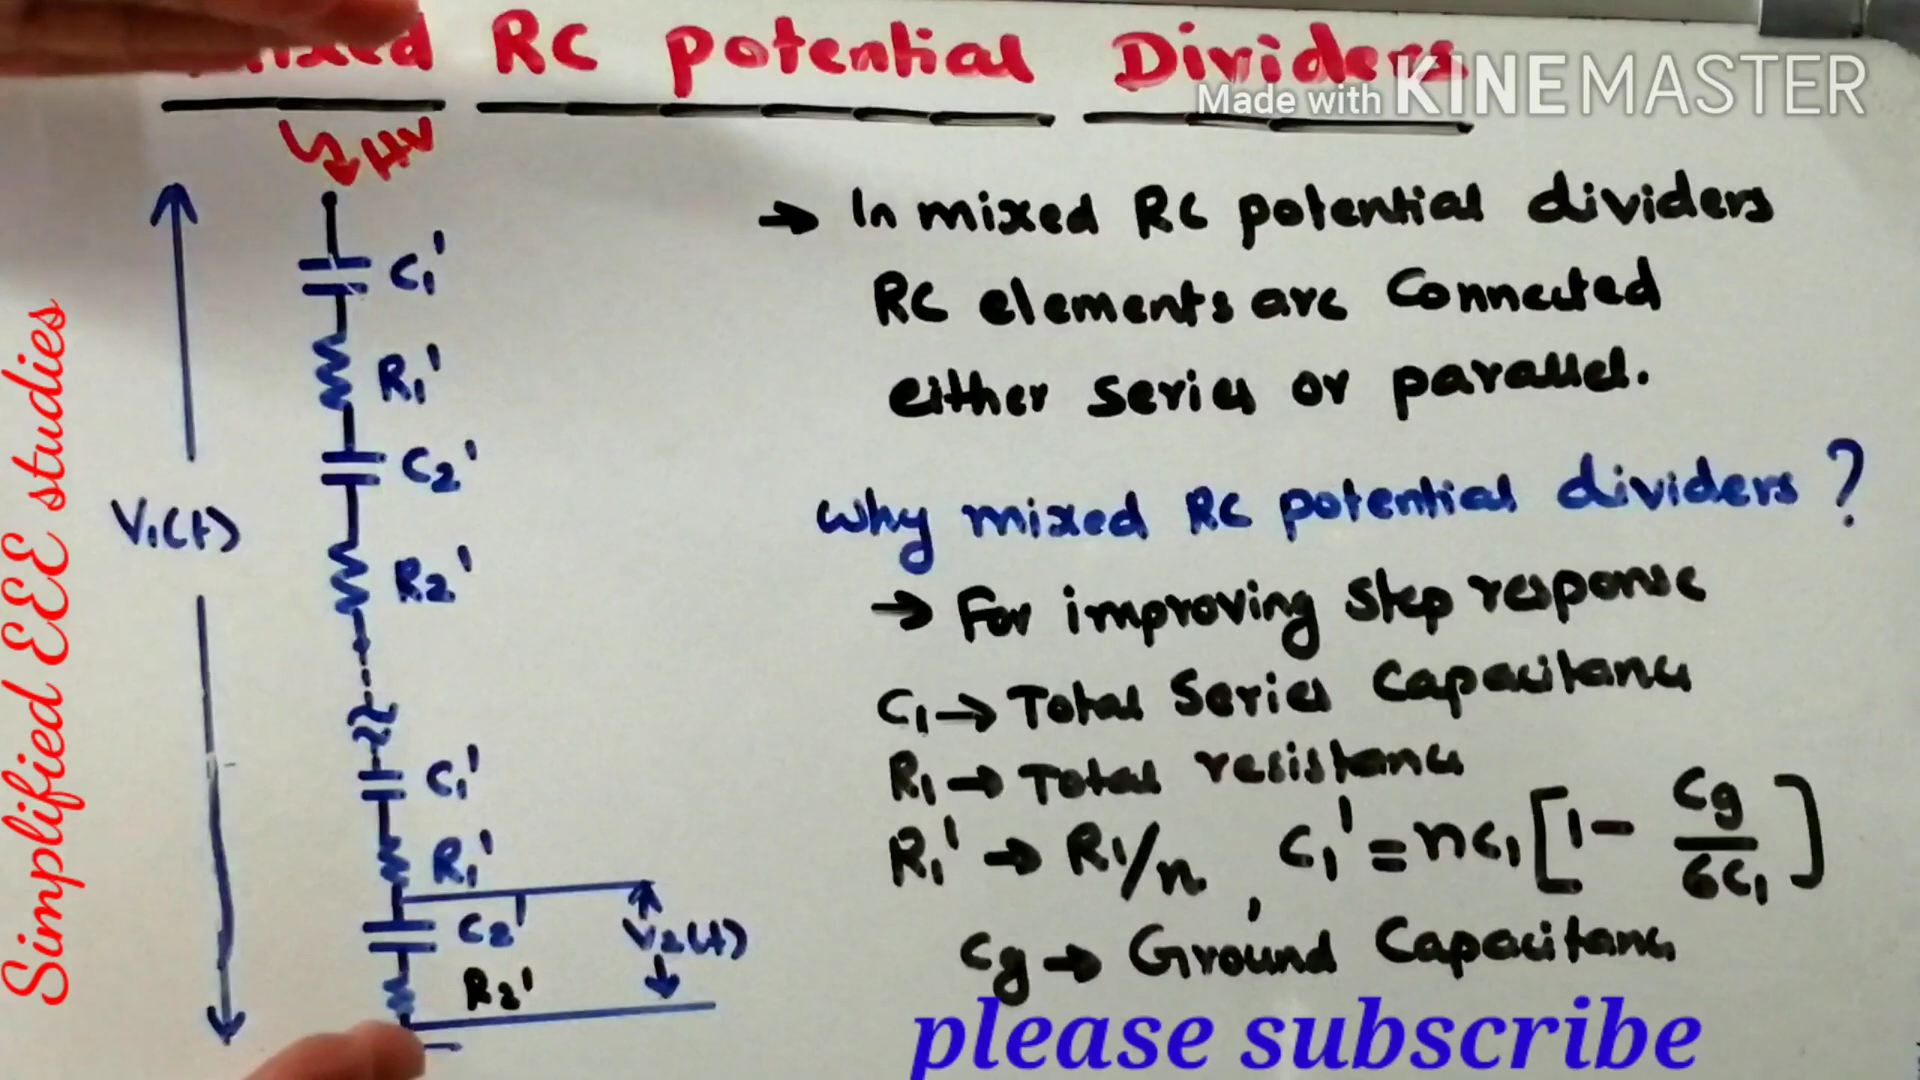 Mixed RC potential Dividers
Made with KINEMASTER
HV
C₁'
R₁'
C₂'
R₂'
V₁(t)
C₁'
R₁'
C₂'
R₂'
V₂(t)
→ In mixed RC potential dividers
RC elements are Connected
either series or parallel.
Why mixed RC potential dividers?
→ For improving step response
C₁→ Total Series Capacitance
R₁→ Total resistance
R₁' → R₁/n, C₁' = nC₁[1 - Cg/6C₁]
Cg → Ground Capacitance
Simplified EEE studies
please subscribe